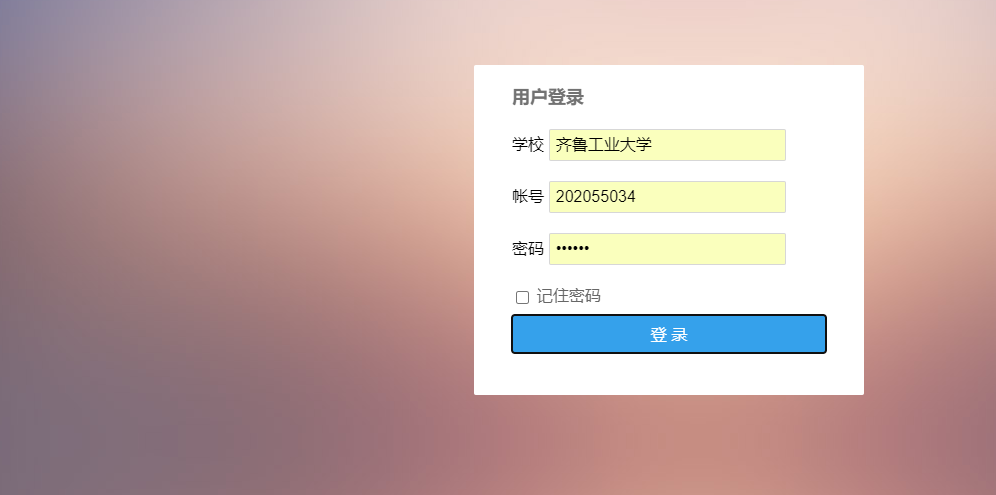 用户登录
学校 齐鲁工业大学
帐号 202055034
密码 ••••••
记住密码
登 录